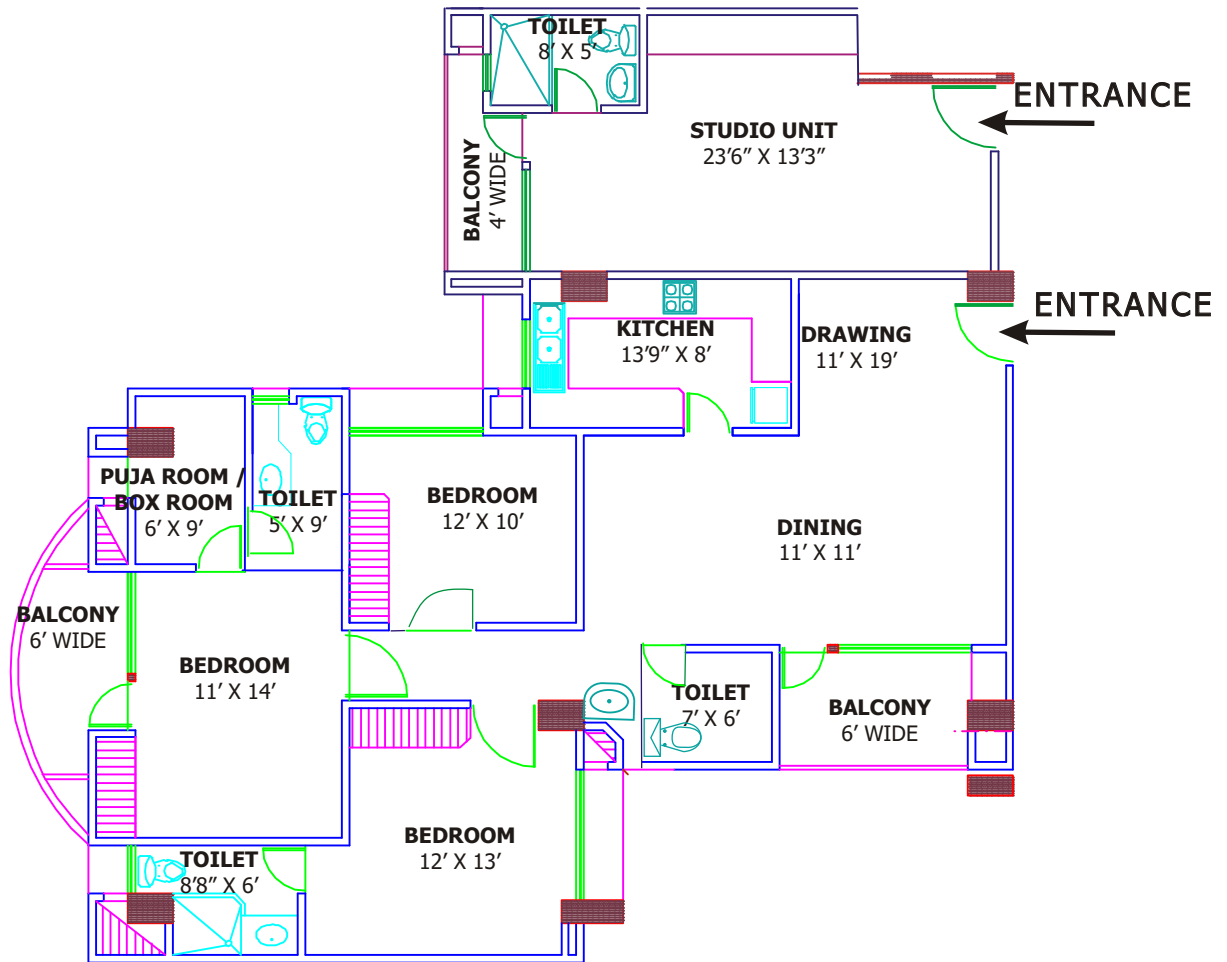 TOILET
8′ X 5′
ENTRANCE
STUDIO UNIT
23′6″ X 13′3″
BALCONY
4′ WIDE
ENTRANCE
KITCHEN
13′9″ X 8′
DRAWING
11′ X 19′
PUJA ROOM /
BOX ROOM
6′ X 9′
TOILET
5′ X 9′
BEDROOM
12′ X 10′
DINING
11′ X 11′
BALCONY
6′ WIDE
BEDROOM
11′ X 14′
TOILET
7′ X 6′
BALCONY
6′ WIDE
BEDROOM
12′ X 13′
TOILET
8′8″ X 6′